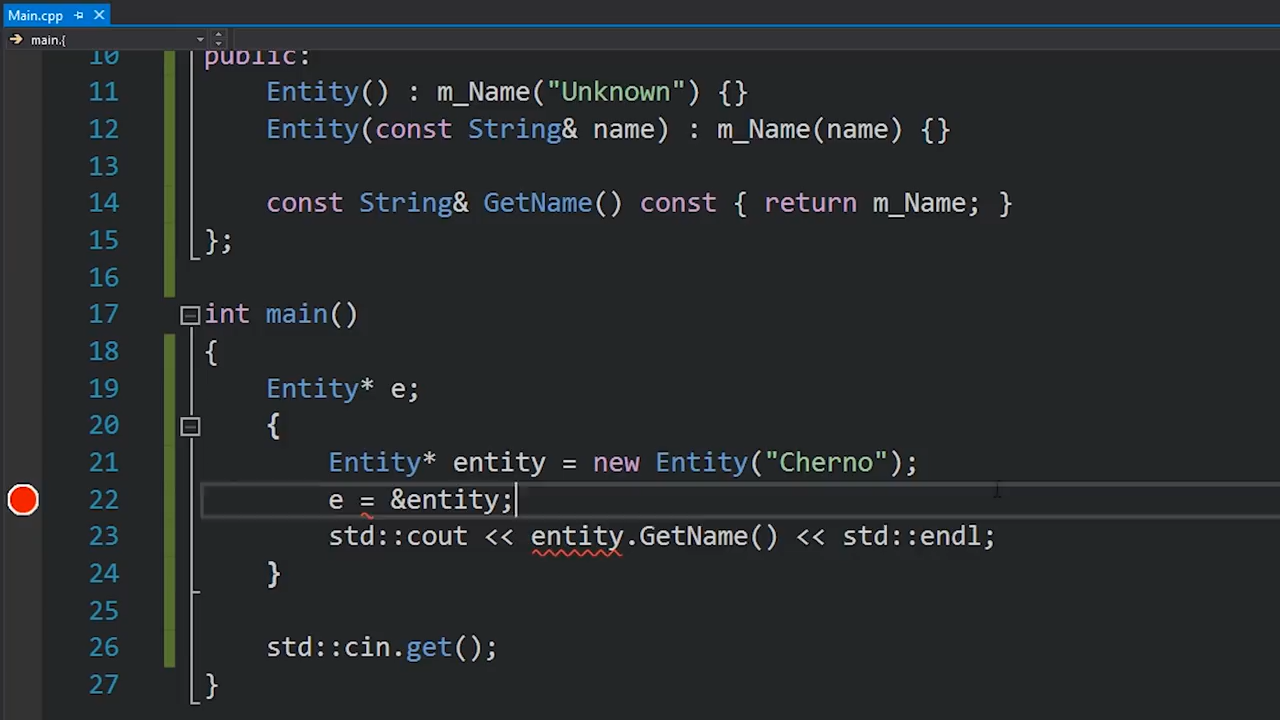 Main.cpp
main.{
10 public:
11 Entity() : m_Name("Unknown") {}
12 Entity(const String& name) : m_Name(name) {}
13
14 const String& GetName() const { return m_Name; }
15 };
16
17 int main()
18 {
19 Entity* e;
20 {
21 Entity* entity = new Entity("Cherno");
22 e = &entity;
23 std::cout << entity.GetName() << std::endl;
24 }
25
26 std::cin.get();
27 }